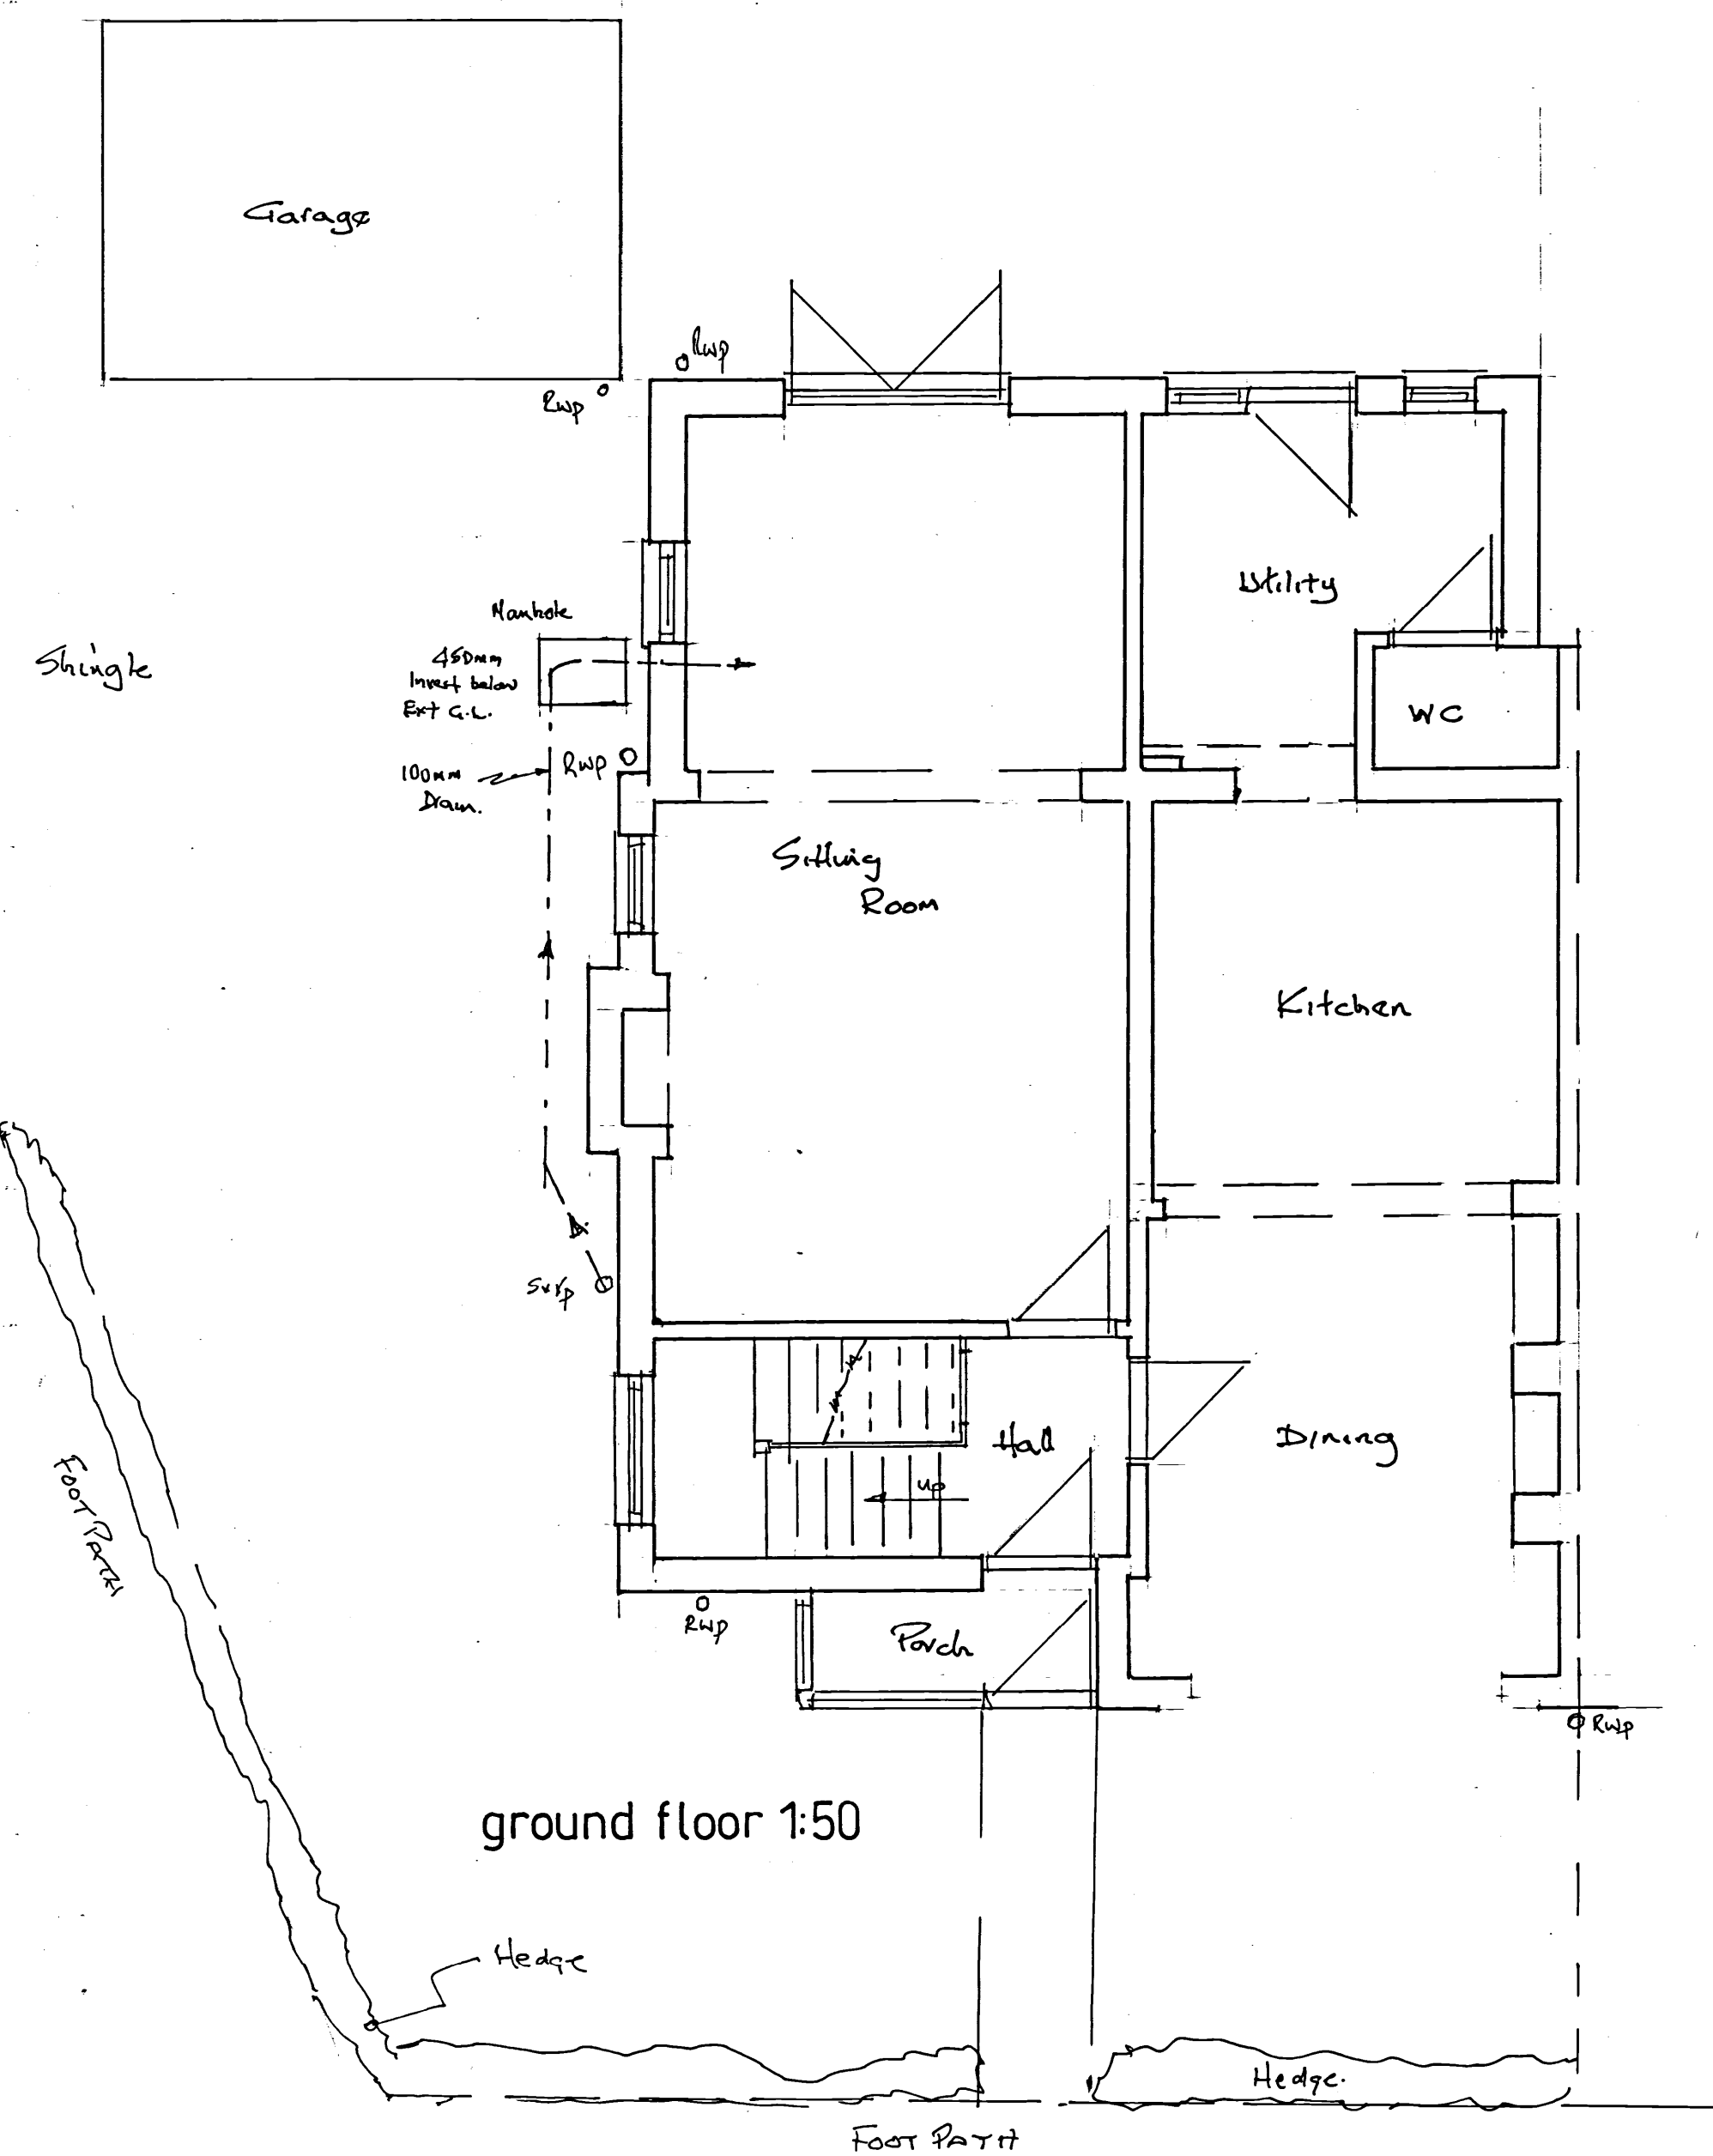 Garage
Rwp
Rwp
Utility
Manhole
450mm
Invert below
Ext G.L.
Shingle
WC
Rwp
100mm
Drain.
Sitting
Room
Kitchen
SVP
Hall
Dining
up
FOOT PATH
RWP
Porch
RWP
ground floor 1:50
Hedge
Hedge.
FOOT PATH